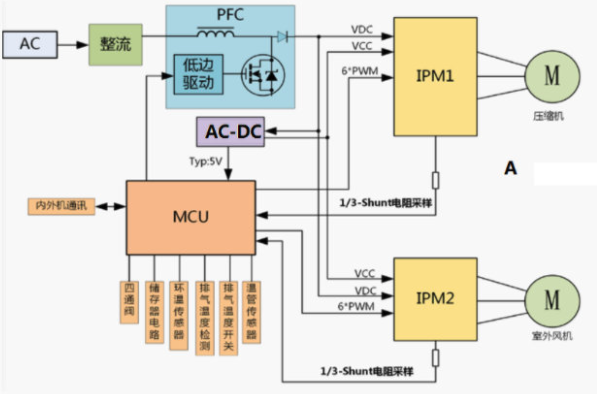 PFC
AC
整流
低边
驱动
VDC
VCC
6*PWM
IPM1
M
压缩机
AC-DC
Typ:5V
A
1/3-Shunt电阻采样
内外机通讯
MCU
四通阀
储存器电路
环温传感器
排气温度检测
排气温度开关
温管传感器
VCC
VDC
6*PWM
IPM2
M
室外风机
1/3-Shunt电阻采样